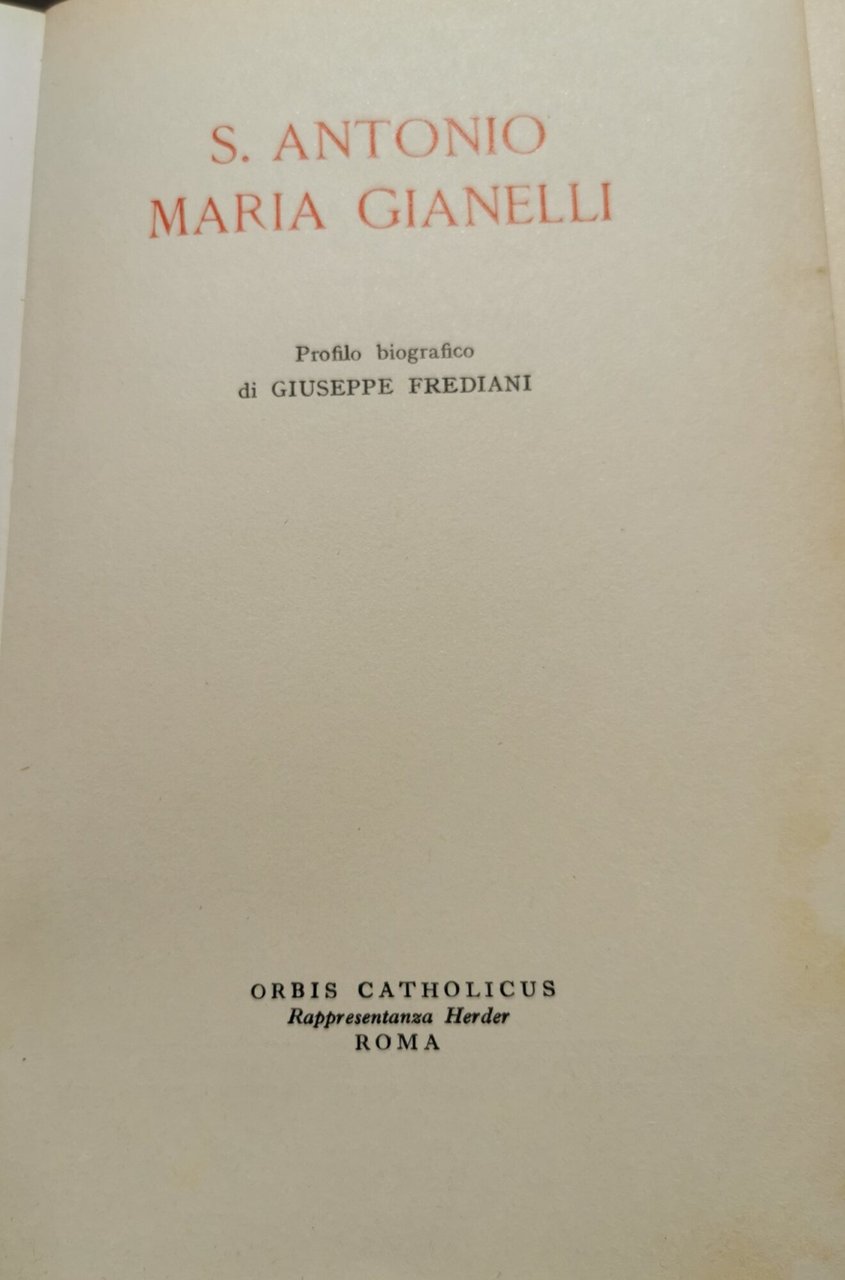 S. ANTONIO
MARIA GIANELLI
Profilo biografico
di GIUSEPPE FREDIANI
ORBIS CATHOLICUS
Rappresentanza Herder
ROMA